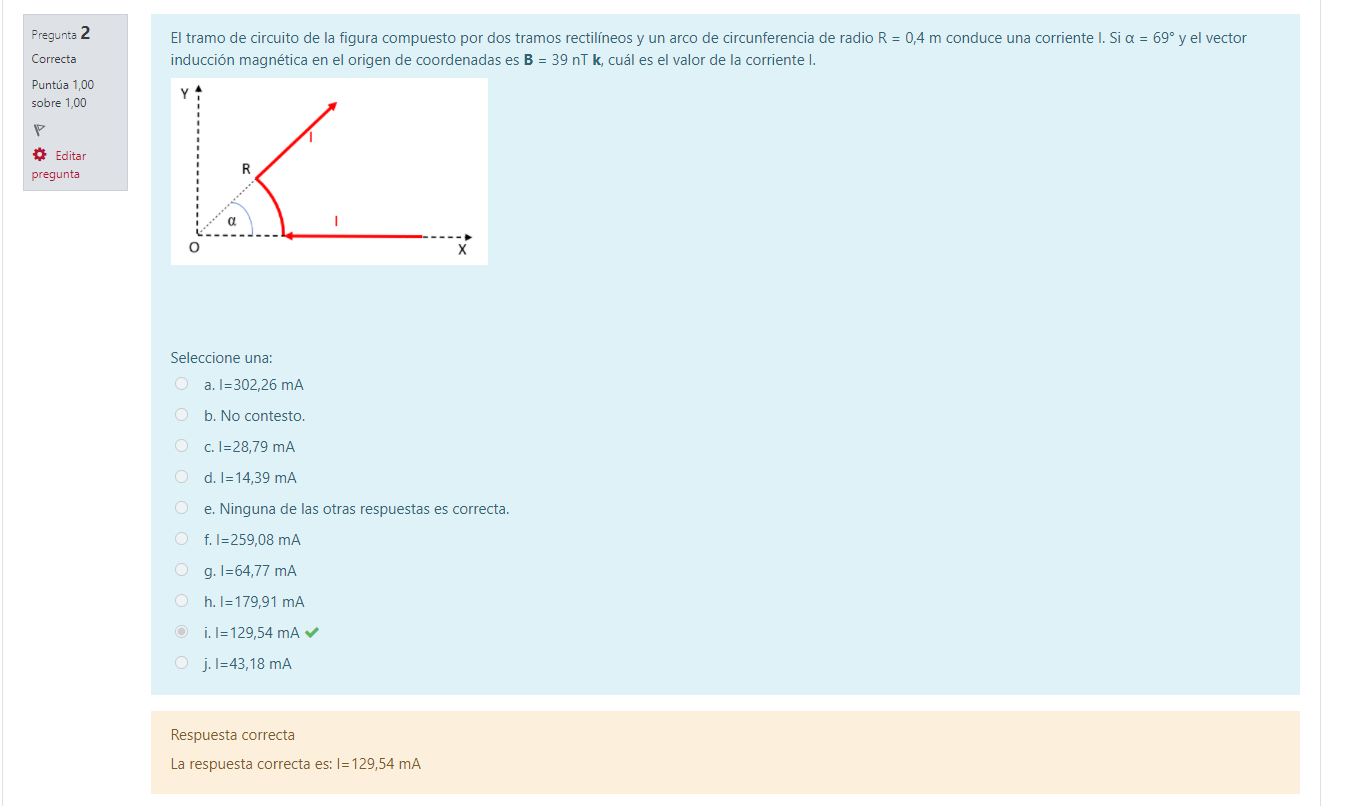 Pregunta 2
Correcta
Puntúa 1,00
sobre 1,00
Editar
pregunta
El tramo de circuito de la figura compuesto por dos tramos rectilíneos y un arco de circunferencia de radio R = 0,4 m conduce una corriente I. Si α = 69° y el vector
inducción magnética en el origen de coordenadas es B = 39 nT k, cuál es el valor de la corriente I.
Y
I
R
α
I
O
X
Seleccione una:
a. I=302,26 mA
b. No contesto.
c. I=28,79 mA
d. I=14,39 mA
e. Ninguna de las otras respuestas es correcta.
f. I=259,08 mA
g. I=64,77 mA
h. I=179,91 mA
i. I=129,54 mA
j. I=43,18 mA
Respuesta correcta
La respuesta correcta es: I=129,54 mA